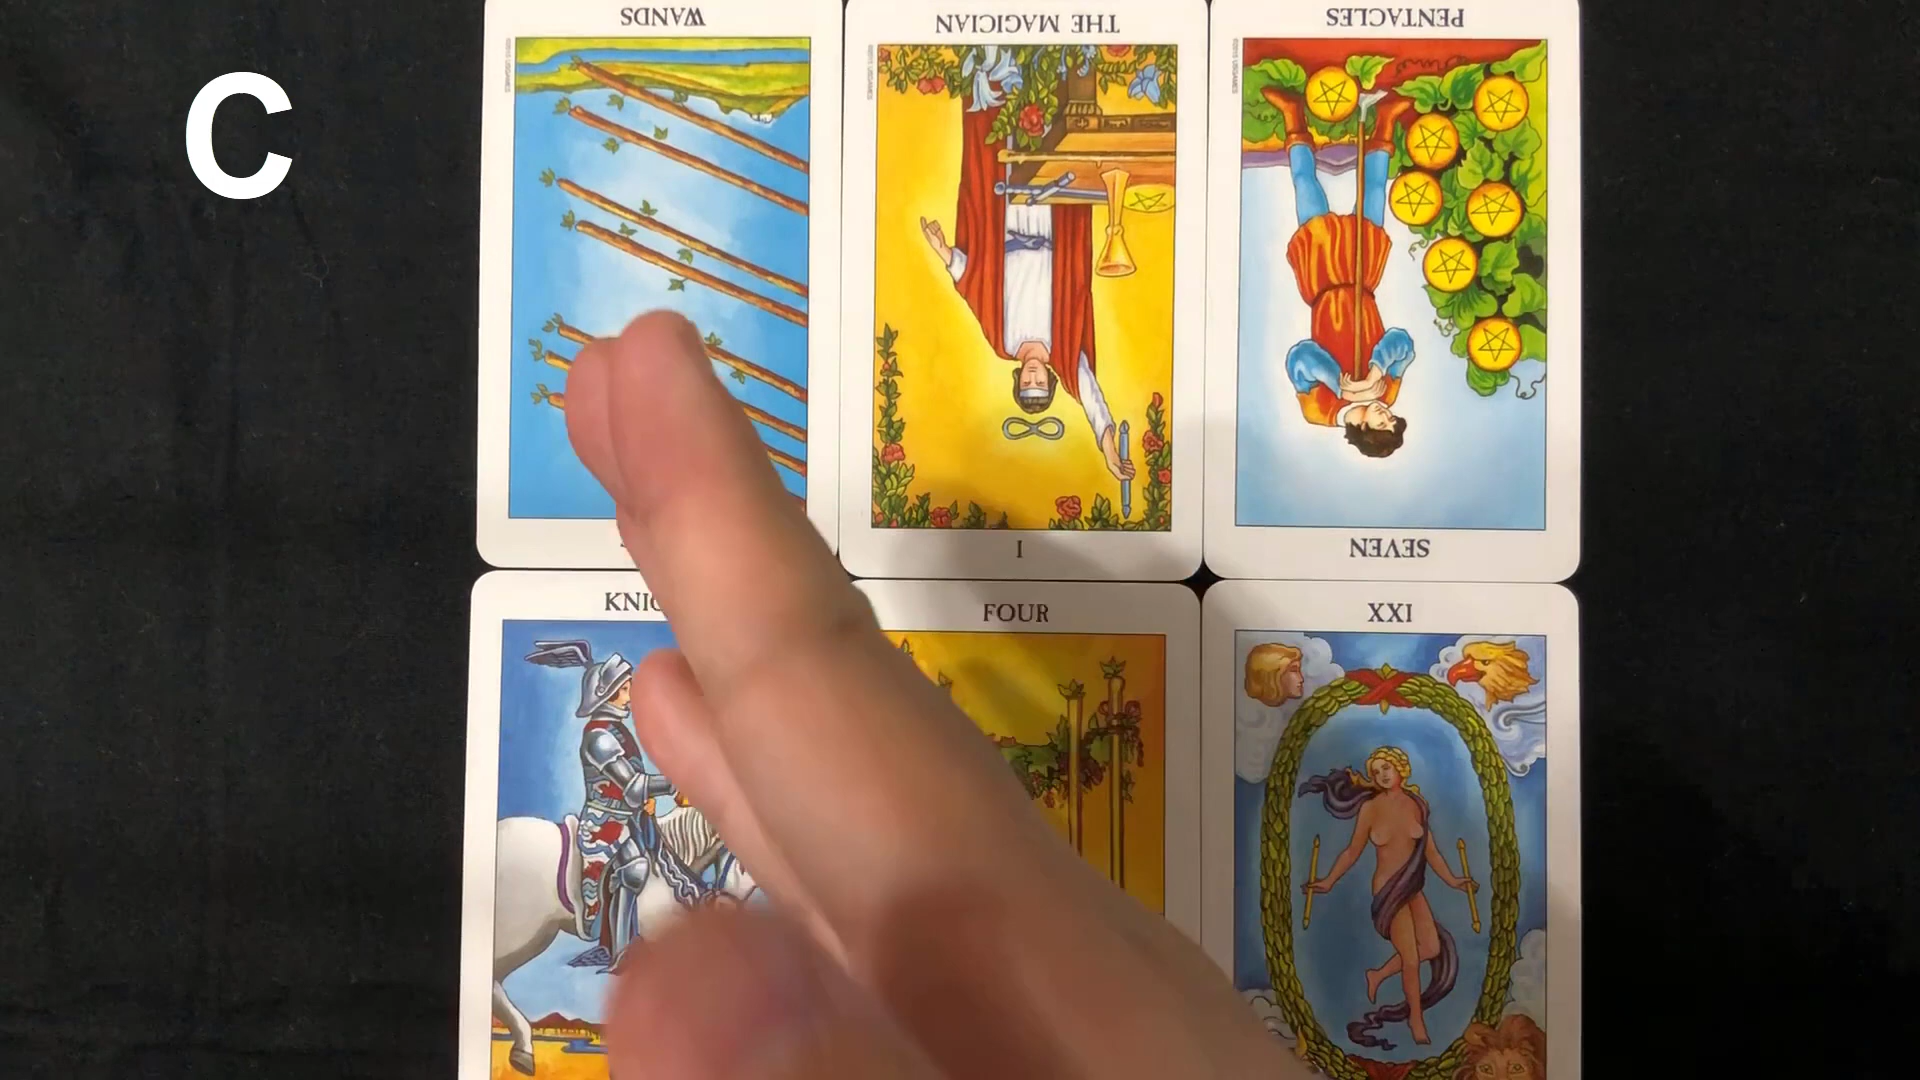 C
WANDS
THE MAGICIAN
PENTACLES
I
SEVEN
FOUR
XXI